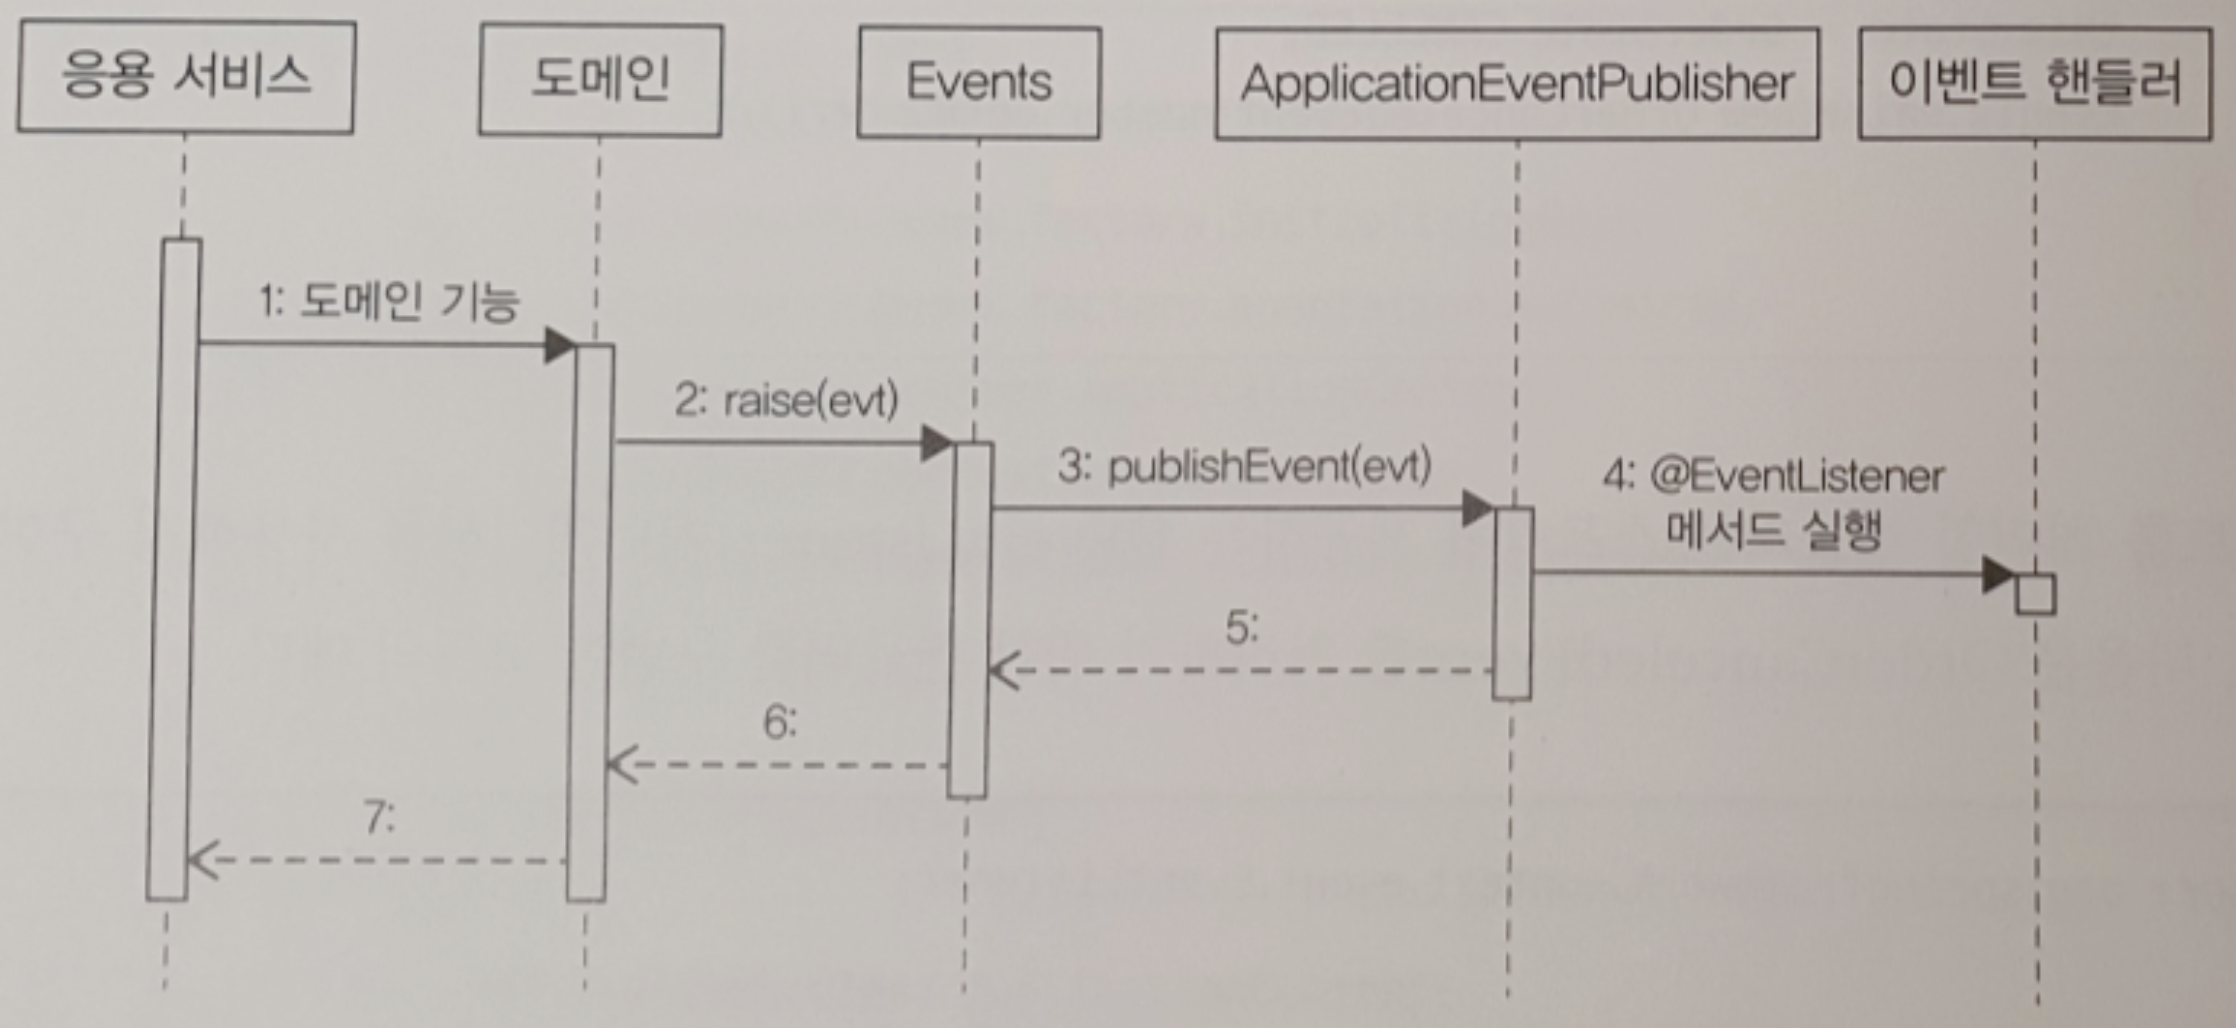 응용 서비스
도메인
Events
ApplicationEventPublisher
이벤트 핸들러
1: 도메인 기능
2: raise(evt)
3: publishEvent(evt)
4: @EventListener
메서드 실행
5:
6:
7: